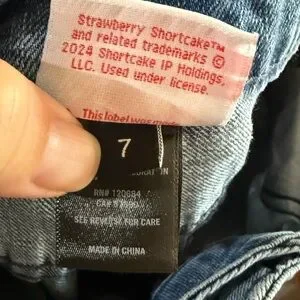 Strawberry Shortcake™
and related trademarks ©
2024 Shortcake IP Holdings,
LLC. Used under license.
This label was
7
RN# 120684
CA#
SEE REVERSE FOR CARE
MADE IN CHINA